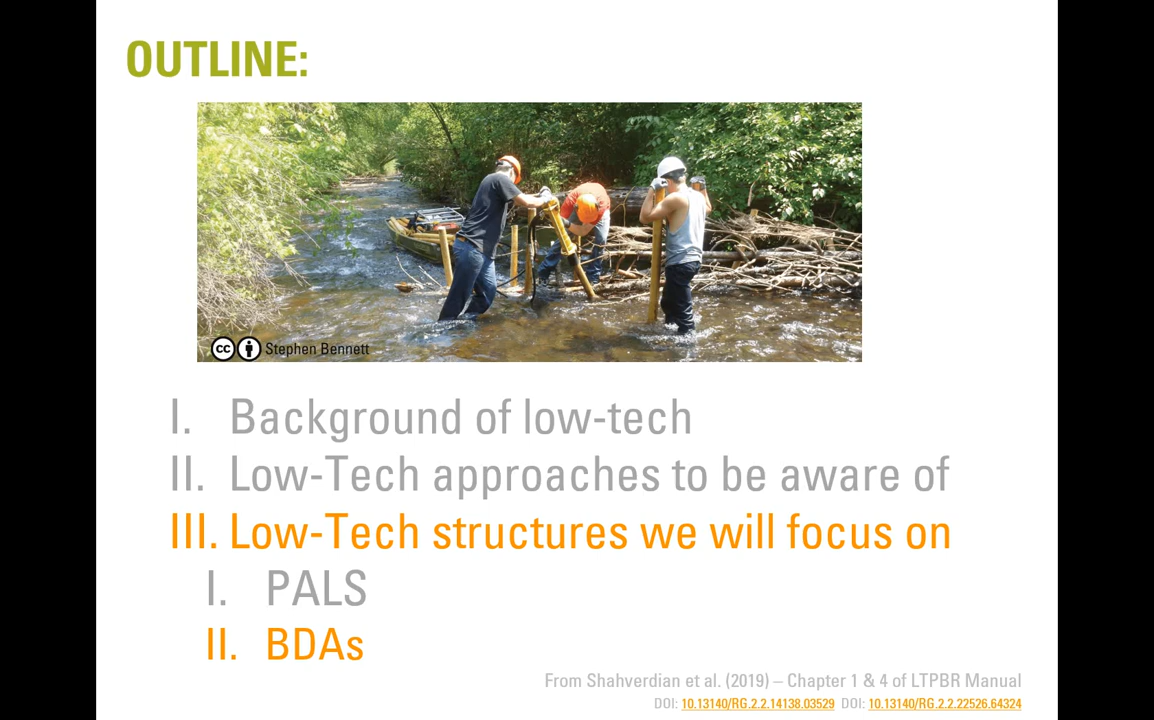 OUTLINE:
cc Stephen Bennett
I. Background of low-tech
II. Low-Tech approaches to be aware of
III. Low-Tech structures we will focus on
I. PALS
II. BDAs
From Shahverdian et al. (2019) – Chapter 1 & 4 of LTPBR Manual
DOI: 10.13140/RG.2.2.14138.03529 DOI: 10.13140/RG.2.2.22526.64324